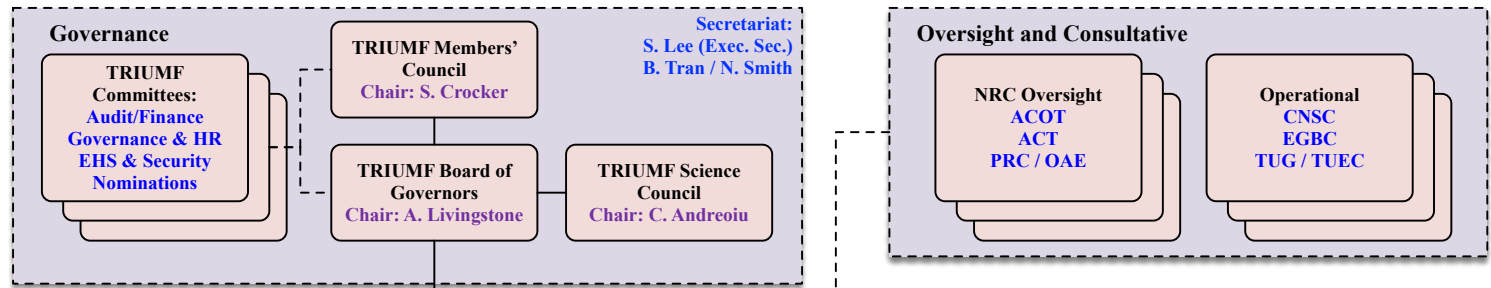 Governance
TRIUMF
Committees:
Audit/Finance
Governance & HR
EHS & Security
Nominations
TRIUMF Members’
Council
Chair: S. Crocker
Secretariat:
S. Lee (Exec. Sec.)
B. Tran / N. Smith
TRIUMF Board of
Governors
Chair: A. Livingstone
TRIUMF Science
Council
Chair: C. Andreoiu
Oversight and Consultative
NRC Oversight
ACOT
ACT
PRC / OAE
Operational
CNSC
EGBC
TUG / TUEC